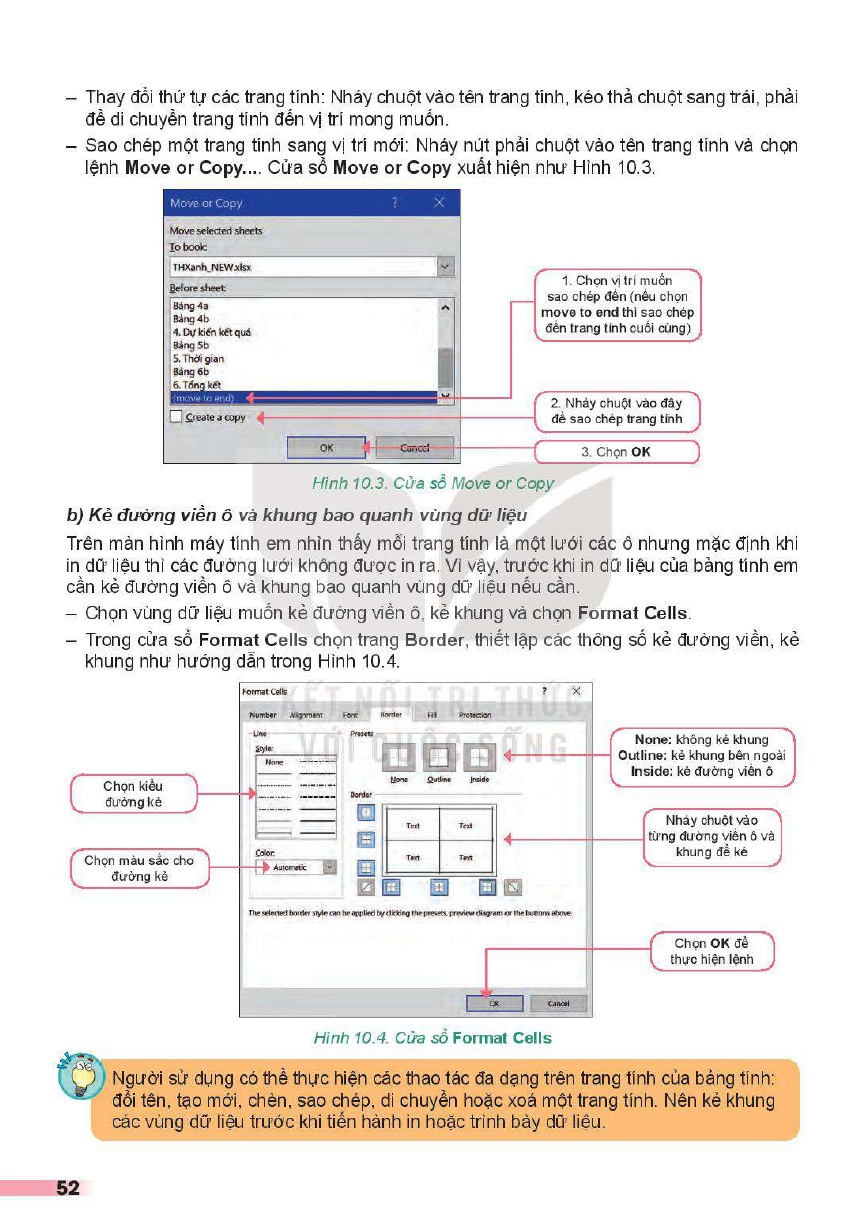 – Thay đổi thứ tự các trang tính: Nháy chuột vào tên trang tính, kéo thả chuột sang trái, phải
để di chuyển trang tính đến vị trí mong muốn.
– Sao chép một trang tính sang vị trí mới: Nháy nút phải chuột vào tên trang tính và chọn
lệnh Move or Copy.... Cửa sổ Move or Copy xuất hiện như Hình 10.3.
Move or Copy ? ×
Move selected sheets
To book:
THXanh_NEW.xlsx
Before sheet:
Bảng 4a
Bảng 4b
4. Dự kiến kết quả
Bảng 5b
5. Thời gian
Bảng 6b
6. Tổng kết
(move to end)
Create a copy
OK
Cancel
1. Chọn vị trí muốn
sao chép đến (nếu chọn
move to end thì sao chép
đến trang tính cuối cùng)
2. Nháy chuột vào đây
để sao chép trang tính
3. Chọn OK
Hình 10.3. Cửa sổ Move or Copy
b) Kẻ đường viền ô và khung bao quanh vùng dữ liệu
Trên màn hình máy tính em nhìn thấy mỗi trang tính là một lưới các ô nhưng mặc định khi
in dữ liệu thì các đường lưới không được in ra. Vì vậy, trước khi in dữ liệu của bảng tính em
cần kẻ đường viền ô và khung bao quanh vùng dữ liệu nếu cần.
– Chọn vùng dữ liệu muốn kẻ đường viền ô, kẻ khung và chọn Format Cells.
– Trong cửa sổ Format Cells chọn trang Border, thiết lập các thông số kẻ đường viền, kẻ
khung như hướng dẫn trong Hình 10.4.
KẾT NỐI TRI THỨC
VỚI CUỘC SỐNG
Format Cells ? ×
Number Alignment Font Border Fill Protection
Line
Style:
None
Color:
Automatic
Presets
None Outline Inside
Border
Text Text
Text Text
The selected border style can be applied by clicking the presets, preview diagram or the buttons above.
OK Cancel
Chọn kiểu
đường kẻ
Chọn màu sắc cho
đường kẻ
None: không kẻ khung
Outline: kẻ khung bên ngoài
Inside: kẻ đường viền ô
Nháy chuột vào
từng đường viền ô và
khung để kẻ
Chọn OK để
thực hiện lệnh
Hình 10.4. Cửa sổ Format Cells
Người sử dụng có thể thực hiện các thao tác đa dạng trên trang tính của bảng tính:
đổi tên, tạo mới, chèn, sao chép, di chuyển hoặc xoá một trang tính. Nên kẻ khung
các vùng dữ liệu trước khi tiến hành in hoặc trình bày dữ liệu.
52